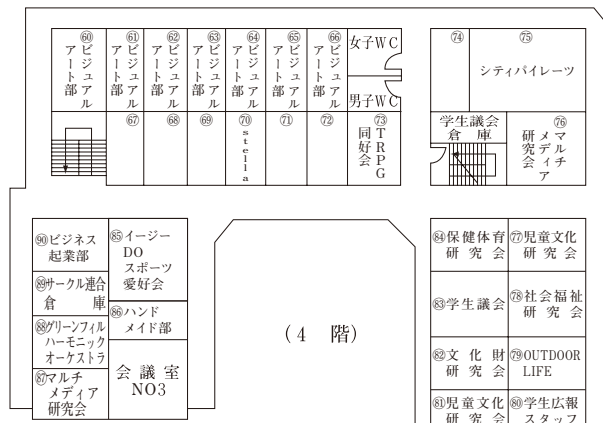 ⑥⓪ビジュアル
アート部
⑥①ビジュアル
アート部
⑥②ビジュアル
アート部
⑥③ビジュアル
アート部
⑥④ビジュアル
アート部
⑥⑤ビジュアル
アート部
⑥⑥ビジュアル
アート部
女子WC
男子WC
⑥⑦
⑥⑧
⑥⑨
⑦⓪stella
⑦①
⑦②
⑦③TRPG
同好会
⑦④
⑦⑤
シティパイレーツ
学生議会
倉庫
⑦⑥マルチ
メディア
研究会
⑨⓪ビジネス
起業部
⑧⑨サークル連合
倉庫
⑧⑧グリーンフィル
ハーモニック
オーケストラ
⑧⑦マルチ
メディア
研究会
⑧⑤イージー
DO
スポーツ
愛好会
⑧⑥ハンド
メイド部
会議室
NO3
(4 階)
⑧④保健体育
研究会
⑧③学生議会
⑧②文化財
研究会
⑧①児童文化
研究会
⑦⑦児童文化
研究会
⑦⑧社会福祉
研究会
⑦⑨OUTDOOR
LIFE
⑧⓪学生広報
スタッフ